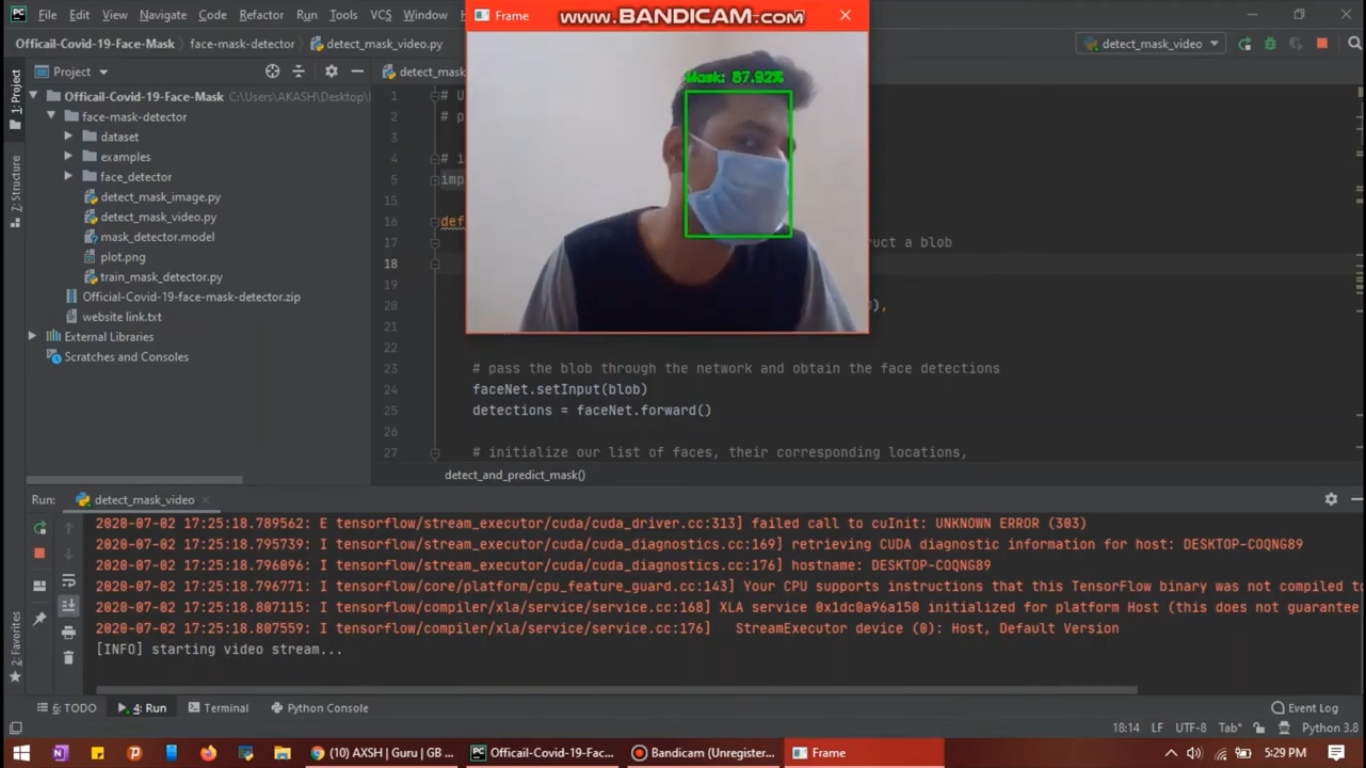 File Edit View Navigate Code Refactor Run Tools VCS Window
Frame
www.BANDICAM.com
Officail-Covid-19-Face-Mask
face-mask-detector
detect_mask_video.py
detect_mask_video
1: Project
Project
detect_mask
Officail-Covid-19-Face-Mask C:\Users\AKASH\Desktop\
face-mask-detector
dataset
examples
face_detector
detect_mask_image.py
detect_mask_video.py
mask_detector.model
plot.png
train_mask_detector.py
Official-Covid-19-face-mask-detector.zip
website link.txt
External Libraries
Scratches and Consoles
Z: Structure
Mask: 87.92%
1 # U
2 # p
3
4 # i
5 imp
15
16 def
17 ruct a blob
18
19
20 ),
21
22
23 # pass the blob through the network and obtain the face detections
24 faceNet.setInput(blob)
25 detections = faceNet.forward()
26
27 # initialize our list of faces, their corresponding locations,
detect_and_predict_mask()
Run: detect_mask_video
2020-07-02 17:25:18.789562: E tensorflow/stream_executor/cuda/cuda_driver.cc:313] failed call to cuInit: UNKNOWN ERROR (303)
2020-07-02 17:25:18.795739: I tensorflow/stream_executor/cuda/cuda_diagnostics.cc:169] retrieving CUDA diagnostic information for host: DESKTOP-COQNG89
2020-07-02 17:25:18.796096: I tensorflow/stream_executor/cuda/cuda_diagnostics.cc:176] hostname: DESKTOP-COQNG89
2020-07-02 17:25:18.796771: I tensorflow/core/platform/cpu_feature_guard.cc:143] Your CPU supports instructions that this TensorFlow binary was not compiled to
2020-07-02 17:25:18.807115: I tensorflow/compiler/xla/service/service.cc:168] XLA service 0x1dc0a96a150 initialized for platform Host (this does not guarantee
2020-07-02 17:25:18.807559: I tensorflow/compiler/xla/service/service.cc:176] StreamExecutor device (0): Host, Default Version
[INFO] starting video stream...
2: Favorites
6: TODO
4: Run
Terminal
Python Console
Event Log
18:14 LF UTF-8 Tab* Python 3.8
(10) AXSH | Guru | GB ...
Officail-Covid-19-Fac...
Bandicam (Unregister...
Frame
5:29 PM